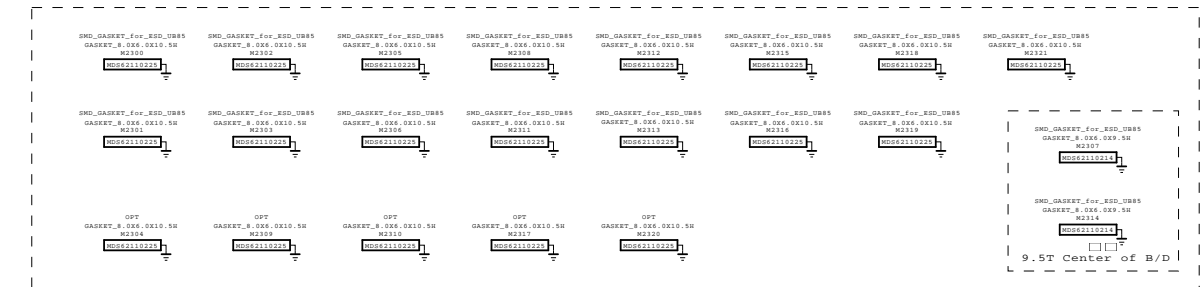 SMD_GASKET_for_ESD_UB85 SMD_GASKET_for_ESD_UB85 SMD_GASKET_for_ESD_UB85 SMD_GASKET_for_ESD_UB85 SMD_GASKET_for_ESD_UB85 SMD_GASKET_for_ESD_UB85 SMD_GASKET_for_ESD_UB85 SMD_GASKET_for_ESD_UB85
GASKET_8.0X6.0X10.5H GASKET_8.0X6.0X10.5H GASKET_8.0X6.0X10.5H GASKET_8.0X6.0X10.5H GASKET_8.0X6.0X10.5H GASKET_8.0X6.0X10.5H GASKET_8.0X6.0X10.5H GASKET_8.0X6.0X10.5H
M2300 M2302 M2305 M2308 M2312 M2315 M2318 M2321
MDS62110225 MDS62110225 MDS62110225 MDS62110225 MDS62110225 MDS62110225 MDS62110225 MDS62110225
SMD_GASKET_for_ESD_UB85 SMD_GASKET_for_ESD_UB85 SMD_GASKET_for_ESD_UB85 SMD_GASKET_for_ESD_UB85 SMD_GASKET_for_ESD_UB85 SMD_GASKET_for_ESD_UB85 SMD_GASKET_for_ESD_UB85
GASKET_8.0X6.0X10.5H GASKET_8.0X6.0X10.5H GASKET_8.0X6.0X10.5H GASKET_8.0X6.0X10.5H GASKET_8.0X6.0X10.5H GASKET_8.0X6.0X10.5H GASKET_8.0X6.0X10.5H
M2301 M2303 M2306 M2311 M2313 M2316 M2319
MDS62110225 MDS62110225 MDS62110225 MDS62110225 MDS62110225 MDS62110225 MDS62110225
SMD_GASKET_for_ESD_UB85
GASKET_8.0X6.0X9.5H
M2307
MDS62110214
OPT OPT OPT OPT OPT
GASKET_8.0X6.0X10.5H GASKET_8.0X6.0X10.5H GASKET_8.0X6.0X10.5H GASKET_8.0X6.0X10.5H GASKET_8.0X6.0X10.5H
M2304 M2309 M2310 M2317 M2320
MDS62110225 MDS62110225 MDS62110225 MDS62110225 MDS62110225
SMD_GASKET_for_ESD_UB85
GASKET_8.0X6.0X9.5H
M2314
MDS62110214
9.5T Center of B/D